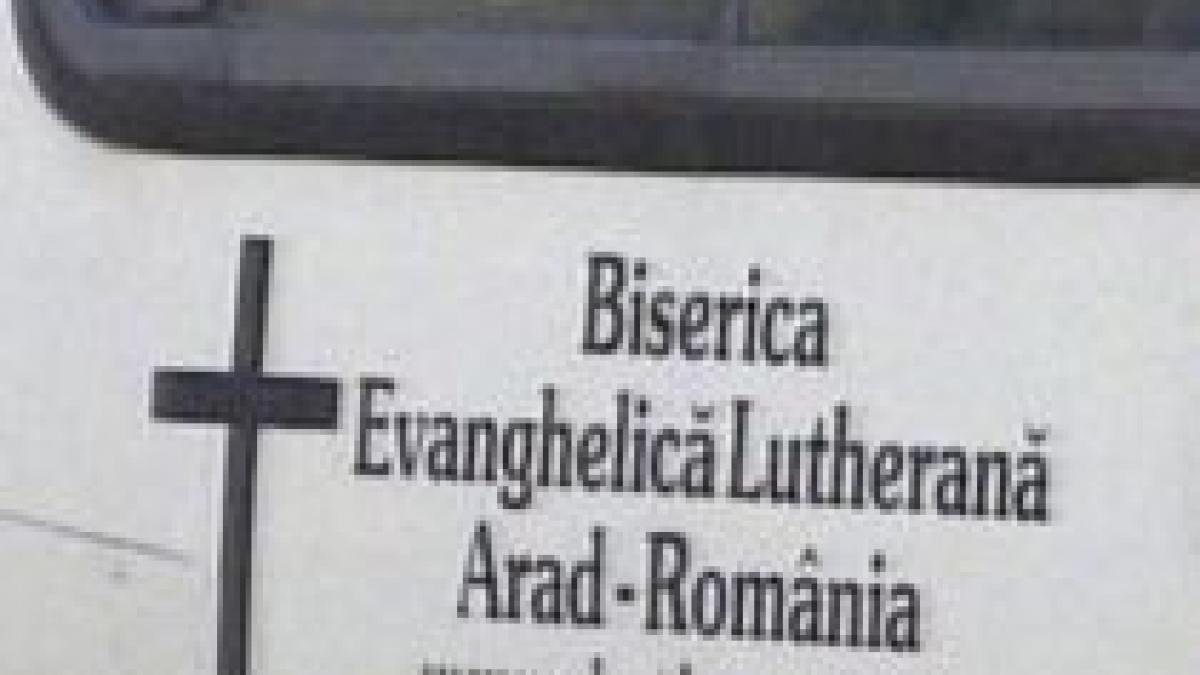 Biserica
Evanghelică Lutherană
Arad - România